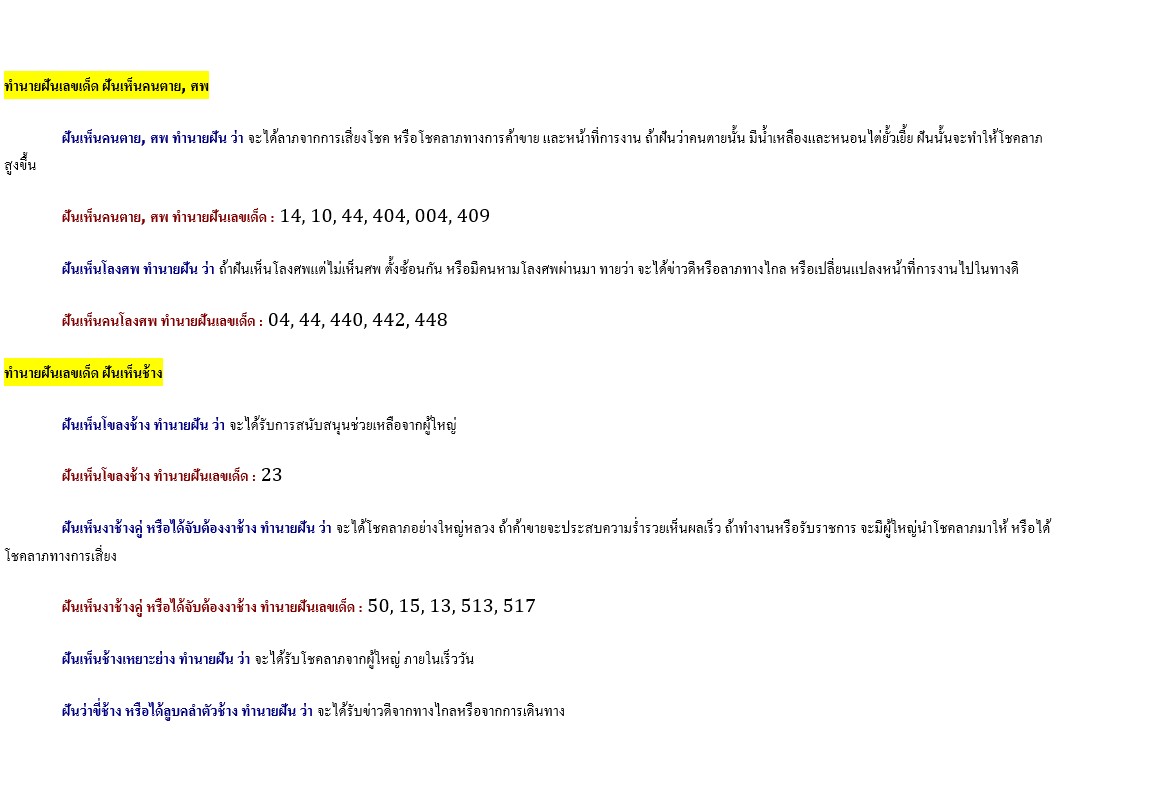 ทำนายฝันเลขเด็ด ฝันเห็นคนตาย, ศพ
ฝันเห็นคนตาย, ศพ ทำนายฝัน ว่า จะได้ลาภจากการเสี่ยงโชค หรือโชคลาภทางการค้าขาย และหน้าที่การงาน ถ้าฝันว่าคนตายนั้น มีน้ำเหลืองและหนอนไต่ยั้วเยี้ย ฝันนั้นจะทำให้โชคลาภ
สูงขึ้น
ฝันเห็นคนตาย, ศพ ทำนายฝันเลขเด็ด : 14, 10, 44, 404, 004, 409
ฝันเห็นโลงศพ ทำนายฝัน ว่า ถ้าฝันเห็นโลงศพแต่ไม่เห็นศพ ตั้งซ้อนกัน หรือมีคนหามโลงศพผ่านมา ทายว่า จะได้ข่าวดีหรือลาภทางไกล หรือเปลี่ยนแปลงหน้าที่การงานไปในทางดี
ฝันเห็นคนโลงศพ ทำนายฝันเลขเด็ด : 04, 44, 440, 442, 448
ทำนายฝันเลขเด็ด ฝันเห็นช้าง
ฝันเห็นโขลงช้าง ทำนายฝัน ว่า จะได้รับการสนับสนุนช่วยเหลือจากผู้ใหญ่
ฝันเห็นโขลงช้าง ทำนายฝันเลขเด็ด : 23
ฝันเห็นงาช้างคู่ หรือได้จับต้องงาช้าง ทำนายฝัน ว่า จะได้โชคลาภอย่างใหญ่หลวง ถ้าค้าขายจะประสบความร่ำรวยเห็นผลเร็ว ถ้าทำงานหรือรับราชการ จะมีผู้ใหญ่นำโชคลาภมาให้ หรือได้
โชคลาภทางการเสี่ยง
ฝันเห็นงาช้างคู่ หรือได้จับต้องงาช้าง ทำนายฝันเลขเด็ด : 50, 15, 13, 513, 517
ฝันเห็นช้างเหยาะย่าง ทำนายฝัน ว่า จะได้รับโชคลาภจากผู้ใหญ่ ภายในเร็ววัน
ฝันว่าขี่ช้าง หรือได้ลูบคลำตัวช้าง ทำนายฝัน ว่า จะได้รับข่าวดีจากทางไกลหรือจากการเดินทาง